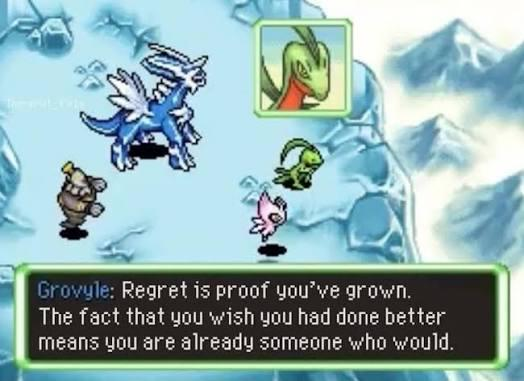 Grovyle: Regret is proof you've grown.
The fact that you wish you had done better
means you are already someone who would.